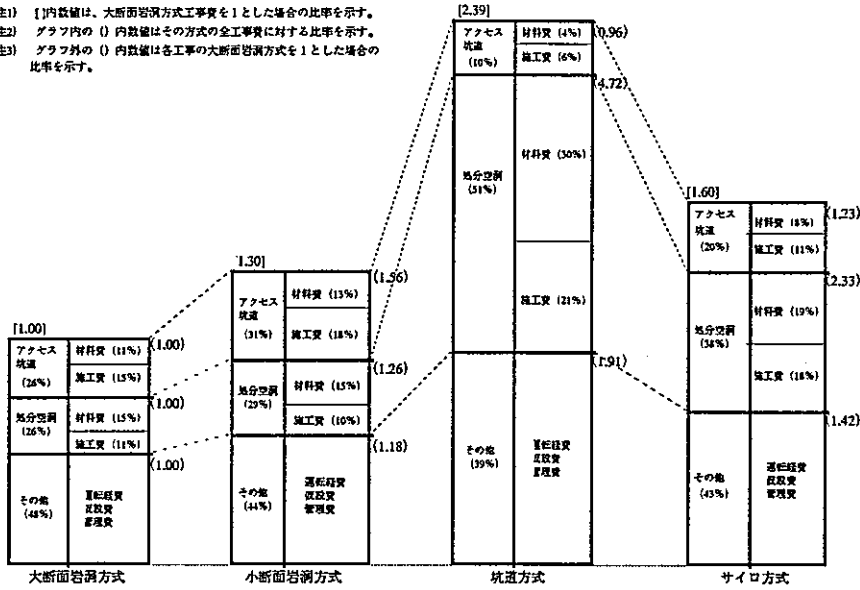 注1) []内数値は、大断面岩洞方式工事費を1とした場合の比率を示す。
注2) グラフ内の () 内数値はその方式の全工事費に対する比率を示す。
注3) グラフ外の () 内数値は各工事の大断面岩洞方式を1とした場合の
比率を示す。
[1.00]
アクセス
坑道
(26%)
材料費 (11%)
施工費 (15%)
(1.00)
処分空洞
(26%)
材料費 (15%)
施工費 (11%)
(1.00)
その他
(48%)
運転経費
仮設費
管理費
(1.00)
大断面岩洞方式
[1.30]
アクセス
坑道
(31%)
材料費 (13%)
施工費 (18%)
(1.56)
処分空洞
(29%)
材料費 (15%)
施工費 (10%)
(1.26)
その他
(44%)
運転経費
仮設費
管理費
(1.18)
小断面岩洞方式
[2.39]
アクセス
坑道
(10%)
材料費 (4%)
施工費 (6%)
(0.96)
処分空洞
(51%)
材料費 (30%)
施工費 (21%)
(4.72)
その他
(39%)
運転経費
仮設費
管理費
(1.91)
坑道方式
[1.60]
アクセス
坑道
(20%)
材料費 (8%)
施工費 (11%)
(1.23)
処分空洞
(38%)
材料費 (19%)
施工費 (18%)
(2.33)
その他
(43%)
運転経費
仮設費
管理費
(1.42)
サイロ方式